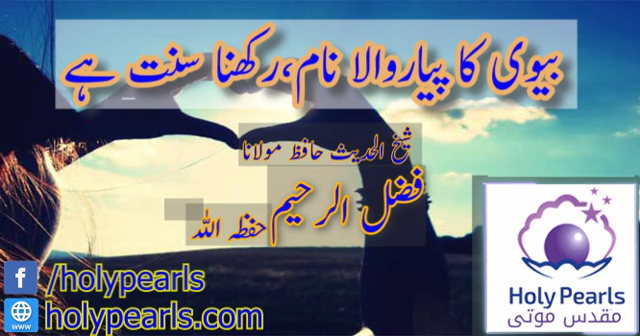 بیوی کا پیار والا نام، رکھنا سنت ہے
شیخ الحدیث حافظ مولانا
فضل الرحیم حفظہ اللہ
/holypearls
www
holypearls.com
Holy Pearls
مقدس موتی